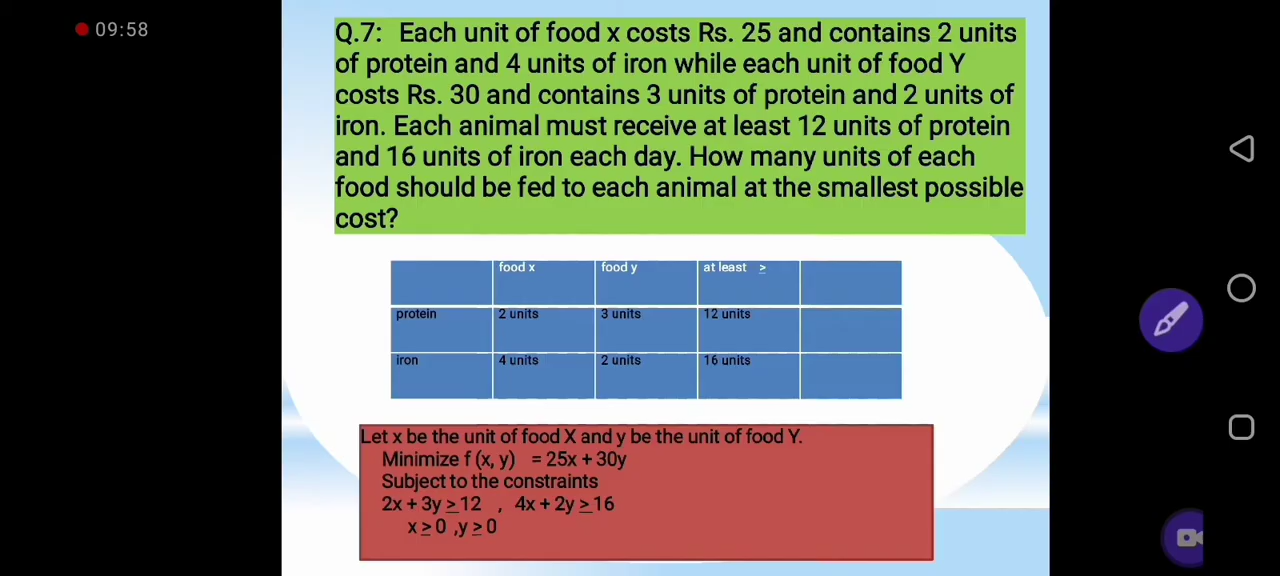 09:58
Q.7: Each unit of food x costs Rs. 25 and contains 2 units
of protein and 4 units of iron while each unit of food Y
costs Rs. 30 and contains 3 units of protein and 2 units of
iron. Each animal must receive at least 12 units of protein
and 16 units of iron each day. How many units of each
food should be fed to each animal at the smallest possible
cost?
food x food y at least ≥
protein 2 units 3 units 12 units
iron 4 units 2 units 16 units
Let x be the unit of food X and y be the unit of food Y.
Minimize f (x, y) = 25x + 30y
Subject to the constraints
2x + 3y ≥ 12 , 4x + 2y ≥ 16
x ≥ 0 ,y ≥ 0